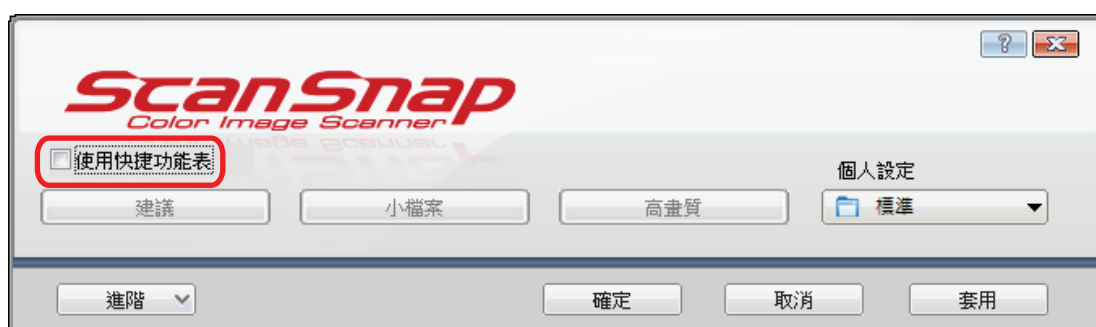 ?
ScanSnap
Color Image Scanner
使用快捷功能表
個人設定
建議 小檔案 高畫質 標準
進階 確定 取消 套用